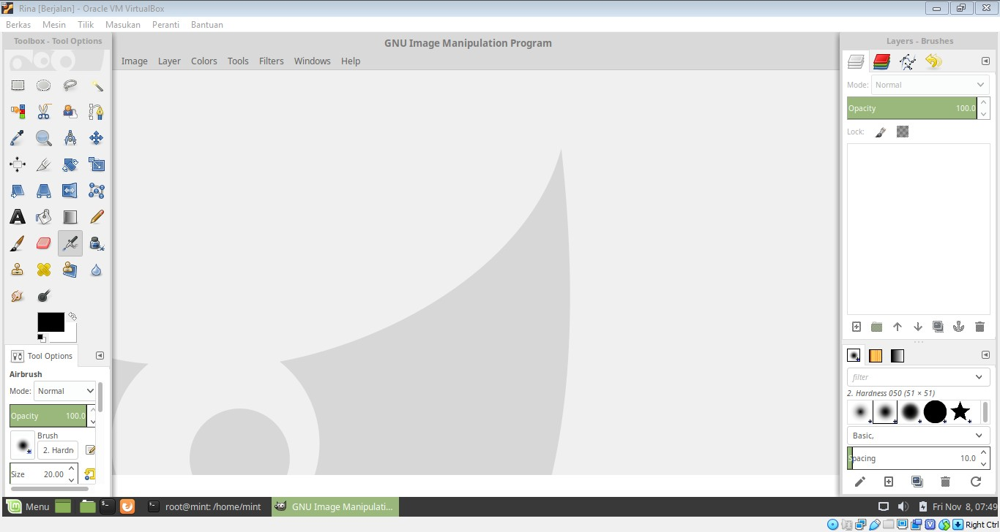 Rina [Berjalan] - Oracle VM VirtualBox
Berkas Mesin Tilik Masukan Peranti Bantuan
Toolbox - Tool Options
GNU Image Manipulation Program
Layers - Brushes
Image Layer Colors Tools Filters Windows Help
Mode: Normal
Opacity 100.0
Lock:
Tool Options
Airbrush
Mode: Normal
Opacity 100.0
Brush
2. Hardn
Size 20.00
filter
2. Hardness 050 (51 × 51)
Basic,
Spacing 10.0
Menu
root@mint: /home/mint
GNU Image Manipulati...
Fri Nov 8, 07:49
Right Ctrl